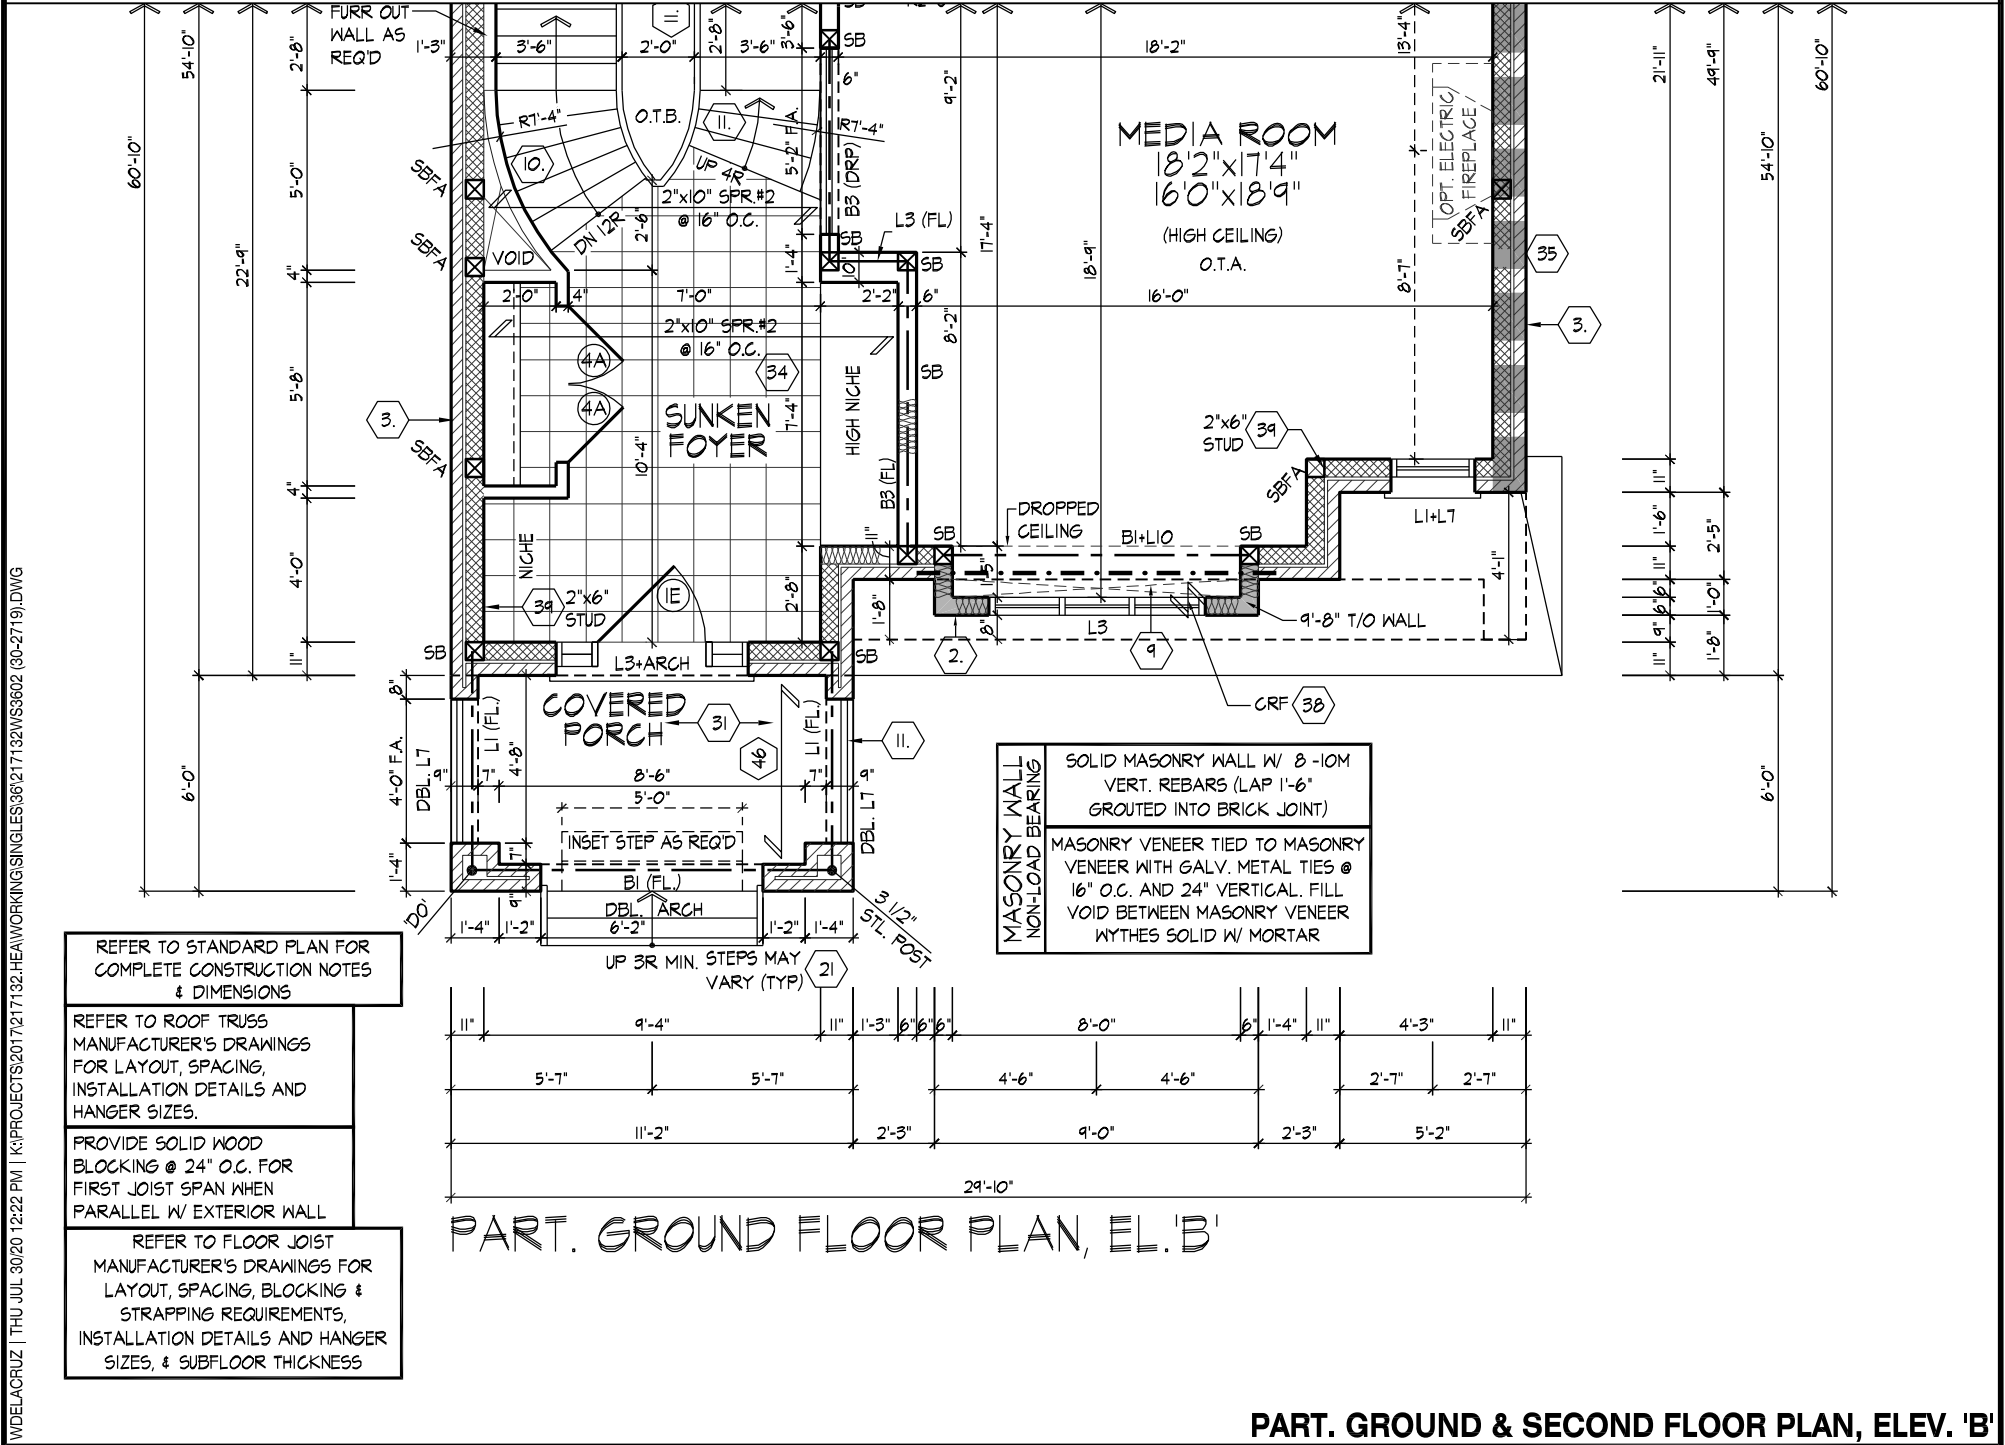 FURR OUT
WALL AS
REQ'D
54'-10"
2'-8"
1'-3"
3'-6"
2'-0"
11.
2'-8"
3'-6"
3'-6"
SB
6"
18'-2"
9'-2"
13'-4"
21'-11"
49'-9"
60'-10"
60'-10"
5'-0"
SBFA
R7'-4"
10.
O.T.B.
11.
5'-2" F.A.
R7'-4"
UP 4R
B3 (DRP)
MEDIA ROOM
18'2"x17'4"
16'0"x18'9"
(HIGH CEILING)
O.T.A.
OPT. ELECTRIC
FIREPLACE
SBFA
54'-10"
2"x10" SPR.#2
@ 16" O.C.
DN 12R
2'-6"
L3 (FL)
SB
17'-4"
18'-9"
22'-9"
SBFA
VOID
4"
1'-4"
10"
SB
8'-7"
35
2'-0"
4"
7'-0"
2'-2"
6"
16'-0"
8'-2"
3.
2"x10" SPR.#2
@ 16" O.C.
4A
34
SB
5'-8"
3.
4A
SUNKEN
FOYER
7'-4"
HIGH NICHE
10'-4"
2"x6"
STUD
39
SBFA
4"
B3 (FL)
SBFA
11"
1'-6"
2'-5"
DROPPED
CEILING
L1+L7
NICHE
11"
SB
B1+L10
SB
4'-1"
11"
4'-0"
39
2"x6"
STUD
1E
2'-8"
1'-8"
5"
8"
L3
9'-8" T/O WALL
6"
6"
1'-0"
9"
1'-8"
11"
11"
SB
L3+ARCH
SB
2.
9
8"
COVERED
PORCH
31
L1 (FL.)
L1 (FL.)
46
11.
CRF
38
4'-0" F.A.
DBL. L7
4'-8"
9"
7"
8'-6"
7"
9"
6'-0"
5'-0"
DBL. L7
6'-0"
INSET STEP AS REQ'D
7"
1'-4"
B1 (FL.)
9"
'DO'
DBL. ARCH
3 1/2"
STL. POST
1'-4"
1'-2"
6'-2"
1'-2"
1'-4"
UP 3R MIN.
STEPS MAY
VARY (TYP)
21
MASONRY WALL
NON-LOAD BEARING
SOLID MASONRY WALL W/ 8 -10M
VERT. REBARS (LAP 1'-6"
GROUTED INTO BRICK JOINT)
MASONRY VENEER TIED TO MASONRY
VENEER WITH GALV. METAL TIES @
16" O.C. AND 24" VERTICAL. FILL
VOID BETWEEN MASONRY VENEER
WYTHES SOLID W/ MORTAR
REFER TO STANDARD PLAN FOR
COMPLETE CONSTRUCTION NOTES
& DIMENSIONS
REFER TO ROOF TRUSS
MANUFACTURER'S DRAWINGS
FOR LAYOUT, SPACING,
INSTALLATION DETAILS AND
HANGER SIZES.
PROVIDE SOLID WOOD
BLOCKING @ 24" O.C. FOR
FIRST JOIST SPAN WHEN
PARALLEL W/ EXTERIOR WALL
REFER TO FLOOR JOIST
MANUFACTURER'S DRAWINGS FOR
LAYOUT, SPACING, BLOCKING &
STRAPPING REQUIREMENTS,
INSTALLATION DETAILS AND HANGER
SIZES, & SUBFLOOR THICKNESS
11"
9'-4"
11"
1'-3"
6"
6"
6"
8'-0"
6"
1'-4"
11"
4'-3"
11"
5'-7"
5'-7"
4'-6"
4'-6"
2'-7"
2'-7"
11'-2"
2'-3"
9'-0"
2'-3"
5'-2"
29'-10"
PART. GROUND FLOOR PLAN, EL.'B'
WDELACRUZ | THU JUL 30/20 12:22 PM | K:\PROJECTS\2017\217132.HEA\WORKING\SINGLES\36\217132WS3602 (30-2719).DWG
PART. GROUND & SECOND FLOOR PLAN, ELEV. 'B'